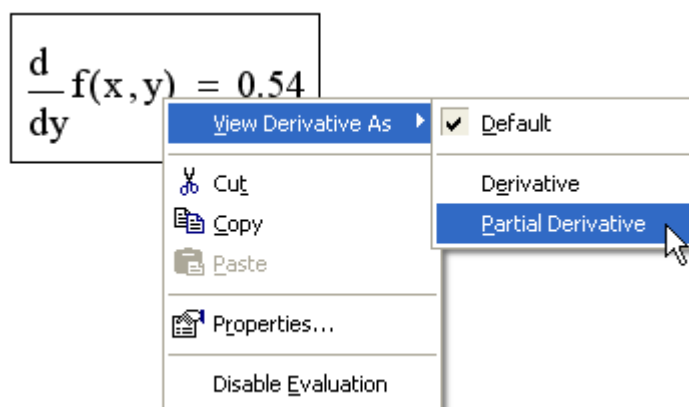 d
dy f(x,y) = 0.54
View Derivative As
Default
Derivative
Partial Derivative
Cut
Copy
Paste
Properties...
Disable Evaluation